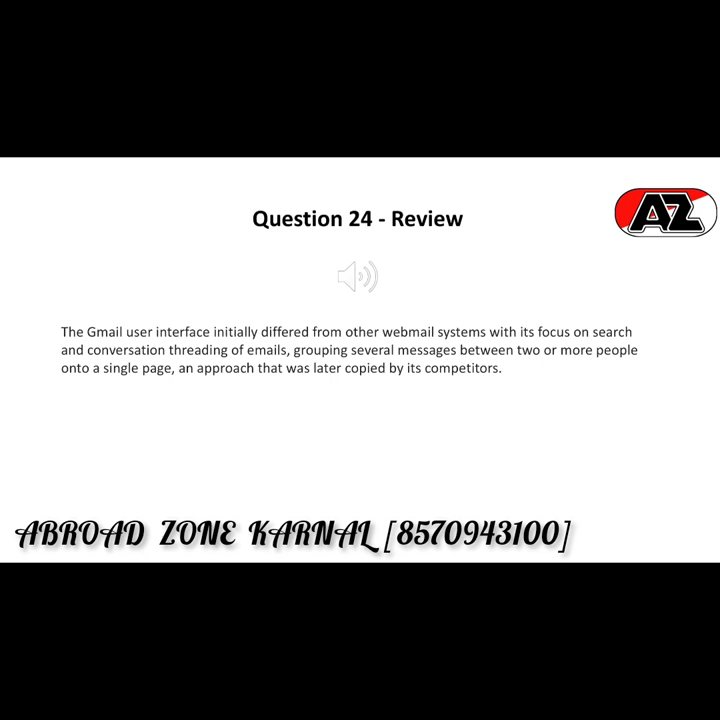 Question 24 - Review
AZ
The Gmail user interface initially differed from other webmail systems with its focus on search
and conversation threading of emails, grouping several messages between two or more people
onto a single page, an approach that was later copied by its competitors.
ABROAD ZONE KARNAL [8570943100]